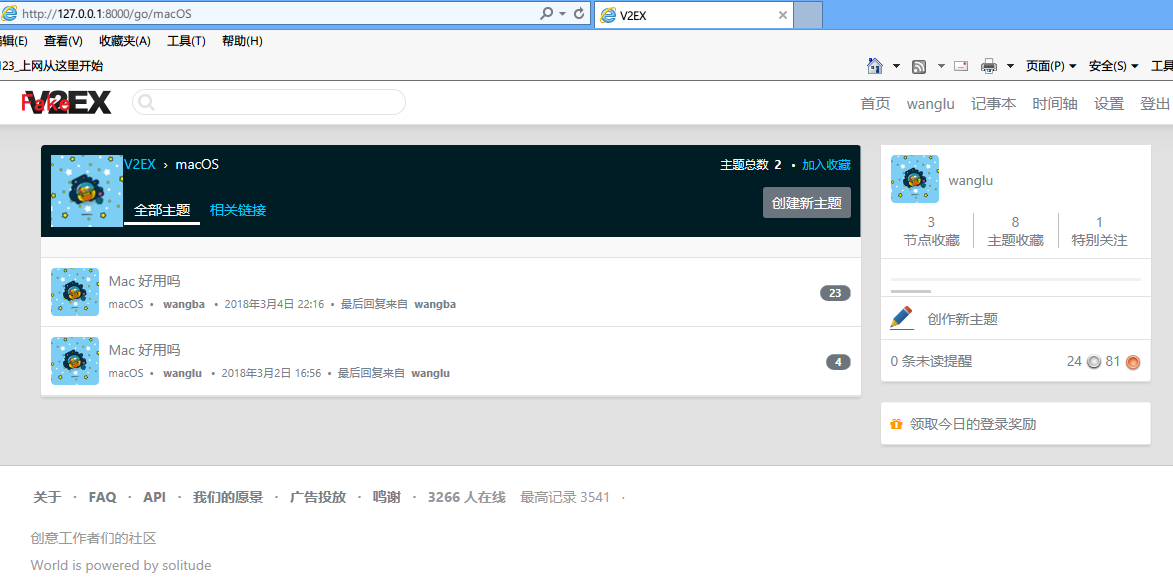 http://127.0.0.1:8000/go/macOS
V2EX
编辑(E) 查看(V) 收藏夹(A) 工具(T) 帮助(H)
123_上网从这里开始
页面(P) 安全(S) 工具
Fake V2EX
首页 wanglu 记事本 时间轴 设置 登出
V2EX › macOS
主题总数 2 • 加入收藏
全部主题 相关链接
创建新主题
Mac 好用吗
macOS • wangba • 2018年3月4日 22:16 • 最后回复来自 wangba
23
Mac 好用吗
macOS • wanglu • 2018年3月2日 16:56 • 最后回复来自 wanglu
4
wanglu
3 8 1
节点收藏 主题收藏 特别关注
创作新主题
0 条未读提醒 24 81
领取今日的登录奖励
关于 · FAQ · API · 我们的愿景 · 广告投放 · 鸣谢 · 3266 人在线 最高记录 3541 ·
创意工作者们的社区
World is powered by solitude